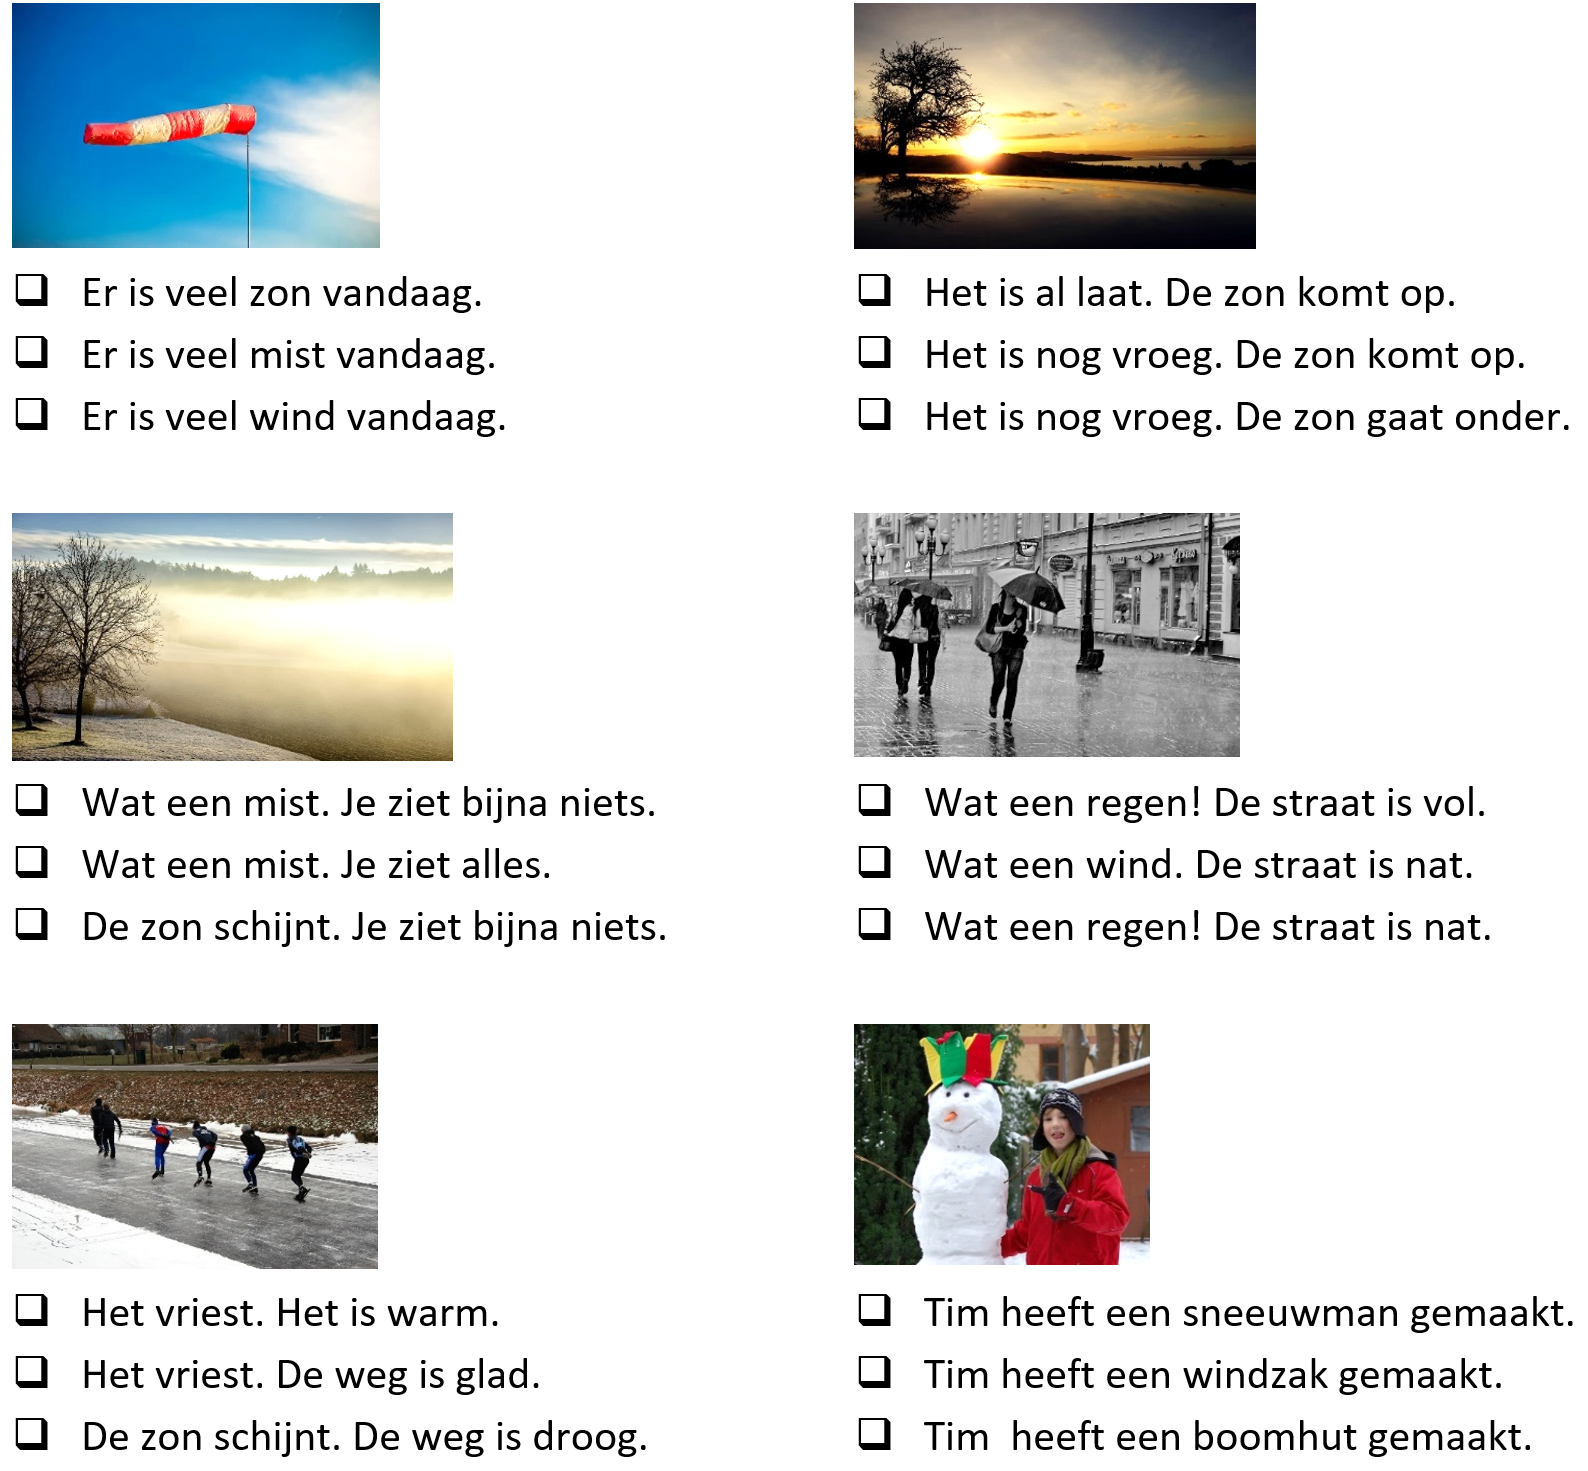 Er is veel zon vandaag.
Er is veel mist vandaag.
Er is veel wind vandaag.
Het is al laat. De zon komt op.
Het is nog vroeg. De zon komt op.
Het is nog vroeg. De zon gaat onder.
Wat een mist. Je ziet bijna niets.
Wat een mist. Je ziet alles.
De zon schijnt. Je ziet bijna niets.
Wat een regen! De straat is vol.
Wat een wind. De straat is nat.
Wat een regen! De straat is nat.
Het vriest. Het is warm.
Het vriest. De weg is glad.
De zon schijnt. De weg is droog.
Tim heeft een sneeuwman gemaakt.
Tim heeft een windzak gemaakt.
Tim  heeft een boomhut gemaakt.